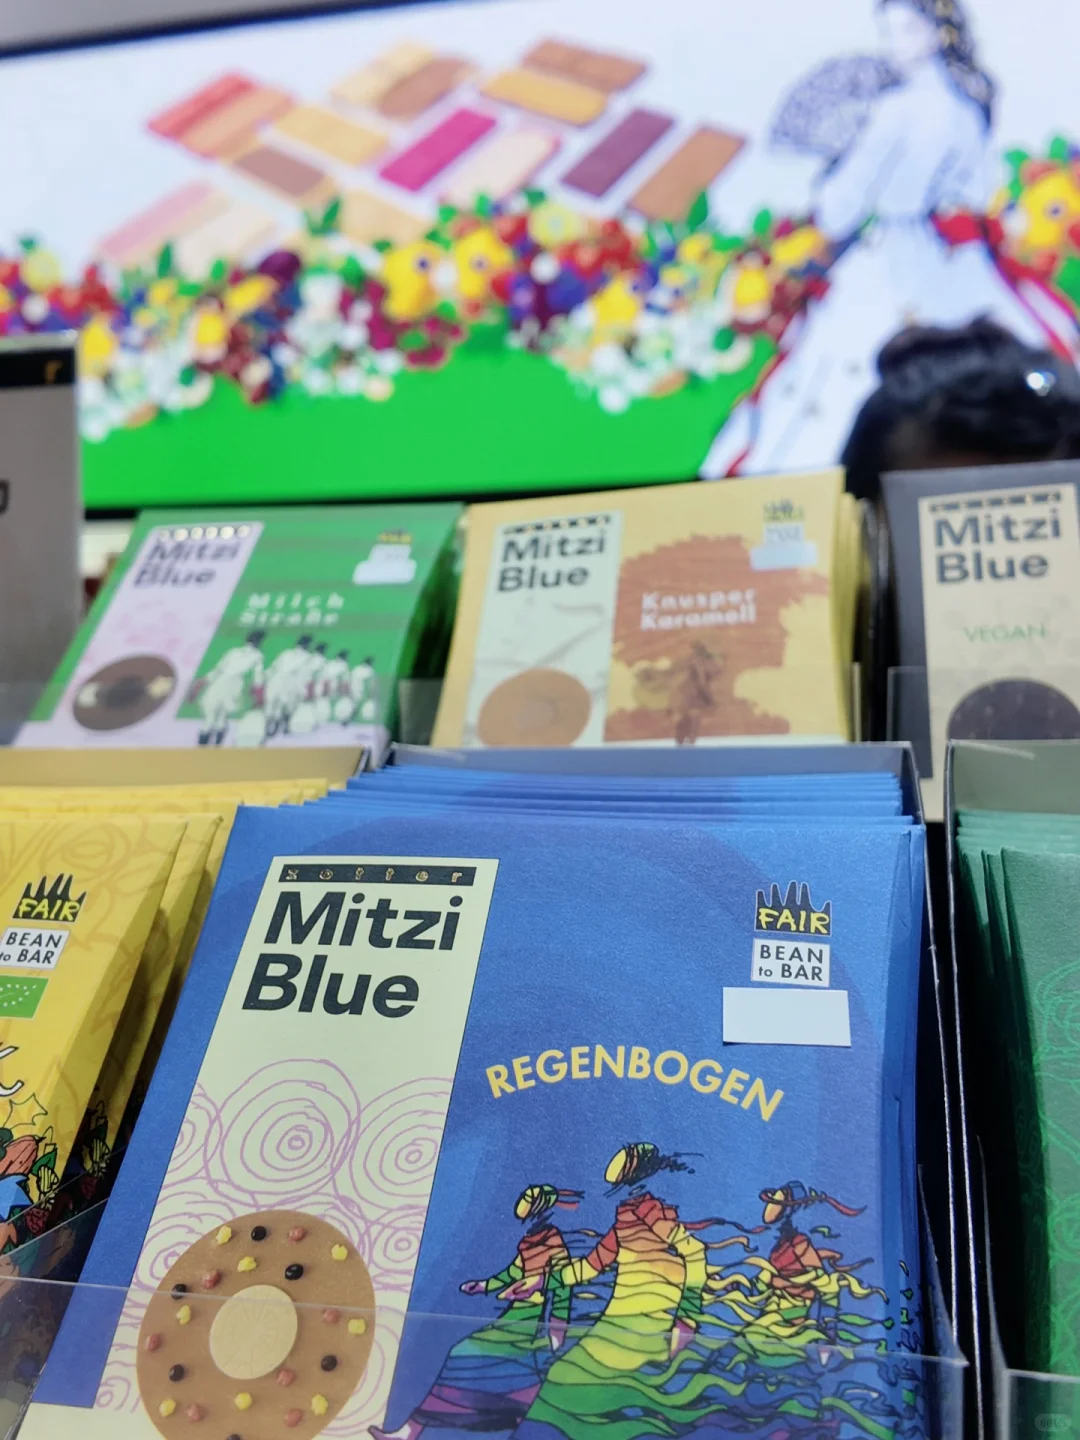 Mitzi
Blue
Milch
Straße
Mitzi
Blue
Knusper
Karamell
Mitzi
Blue
VEGAN
FAIR
BEAN
to BAR
zotter
Mitzi
Blue
FAIR
BEAN
to BAR
REGENBOGEN